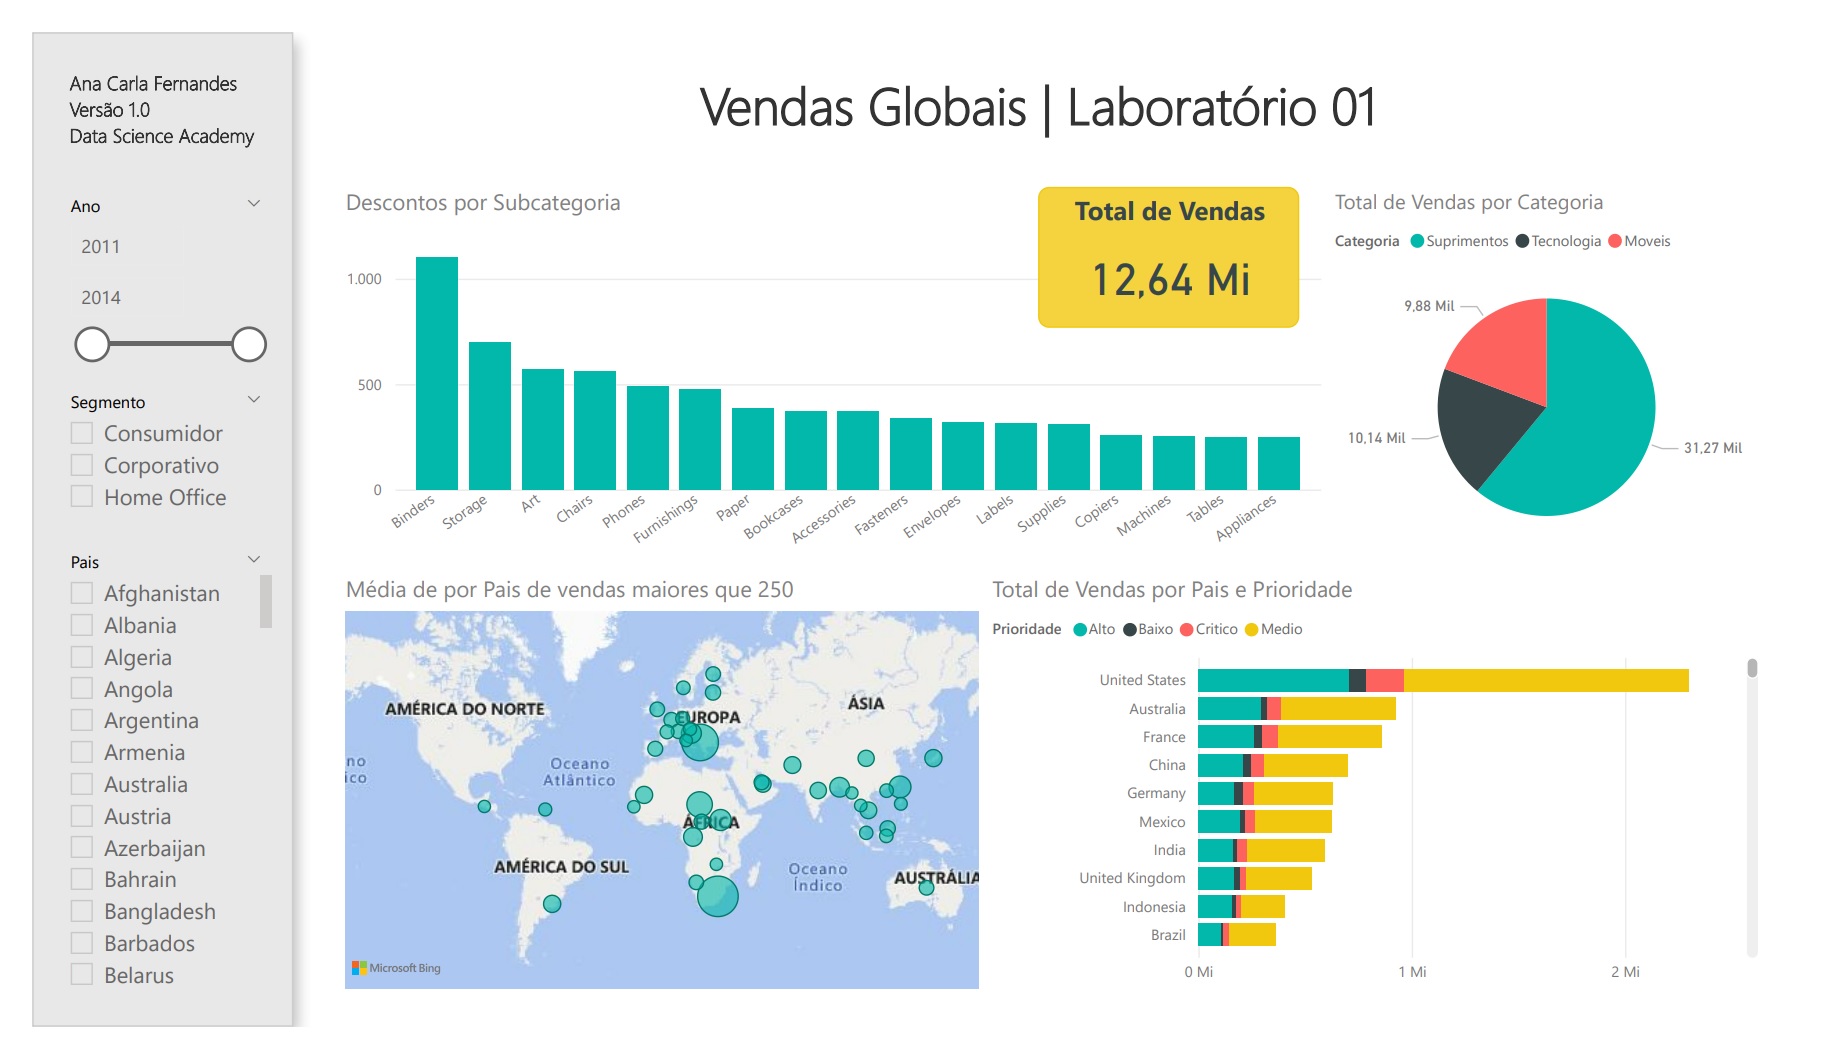 Ana Carla Fernandes
Versão 1.0
Data Science Academy
Ano
2011
2014
Segmento
Consumidor
Corporativo
Home Office
Pais
Afghanistan
Albania
Algeria
Angola
Argentina
Armenia
Australia
Austria
Azerbaijan
Bahrain
Bangladesh
Barbados
Belarus
Vendas Globais | Laboratório 01
Descontos por Subcategoria
1.000
500
0
Binders
Storage
Art
Chairs
Phones
Furnishings
Paper
Bookcases
Accessories
Fasteners
Envelopes
Labels
Supplies
Copiers
Machines
Tables
Appliances
Total de Vendas
12,64 Mi
Total de Vendas por Categoria
Categoria Suprimentos Tecnologia Moveis
9,88 Mil
10,14 Mil
31,27 Mil
Média de por Pais de vendas maiores que 250
AMÉRICA DO NORTE
EUROPA
ÁSIA
no
ico
Oceano
Atlântico
ÁFRICA
AMÉRICA DO SUL
Oceano
Índico
AUSTRÁLIA
Microsoft Bing
Total de Vendas por Pais e Prioridade
Prioridade Alto Baixo Critico Medio
United States
Australia
France
China
Germany
Mexico
India
United Kingdom
Indonesia
Brazil
0 Mi
1 Mi
2 Mi